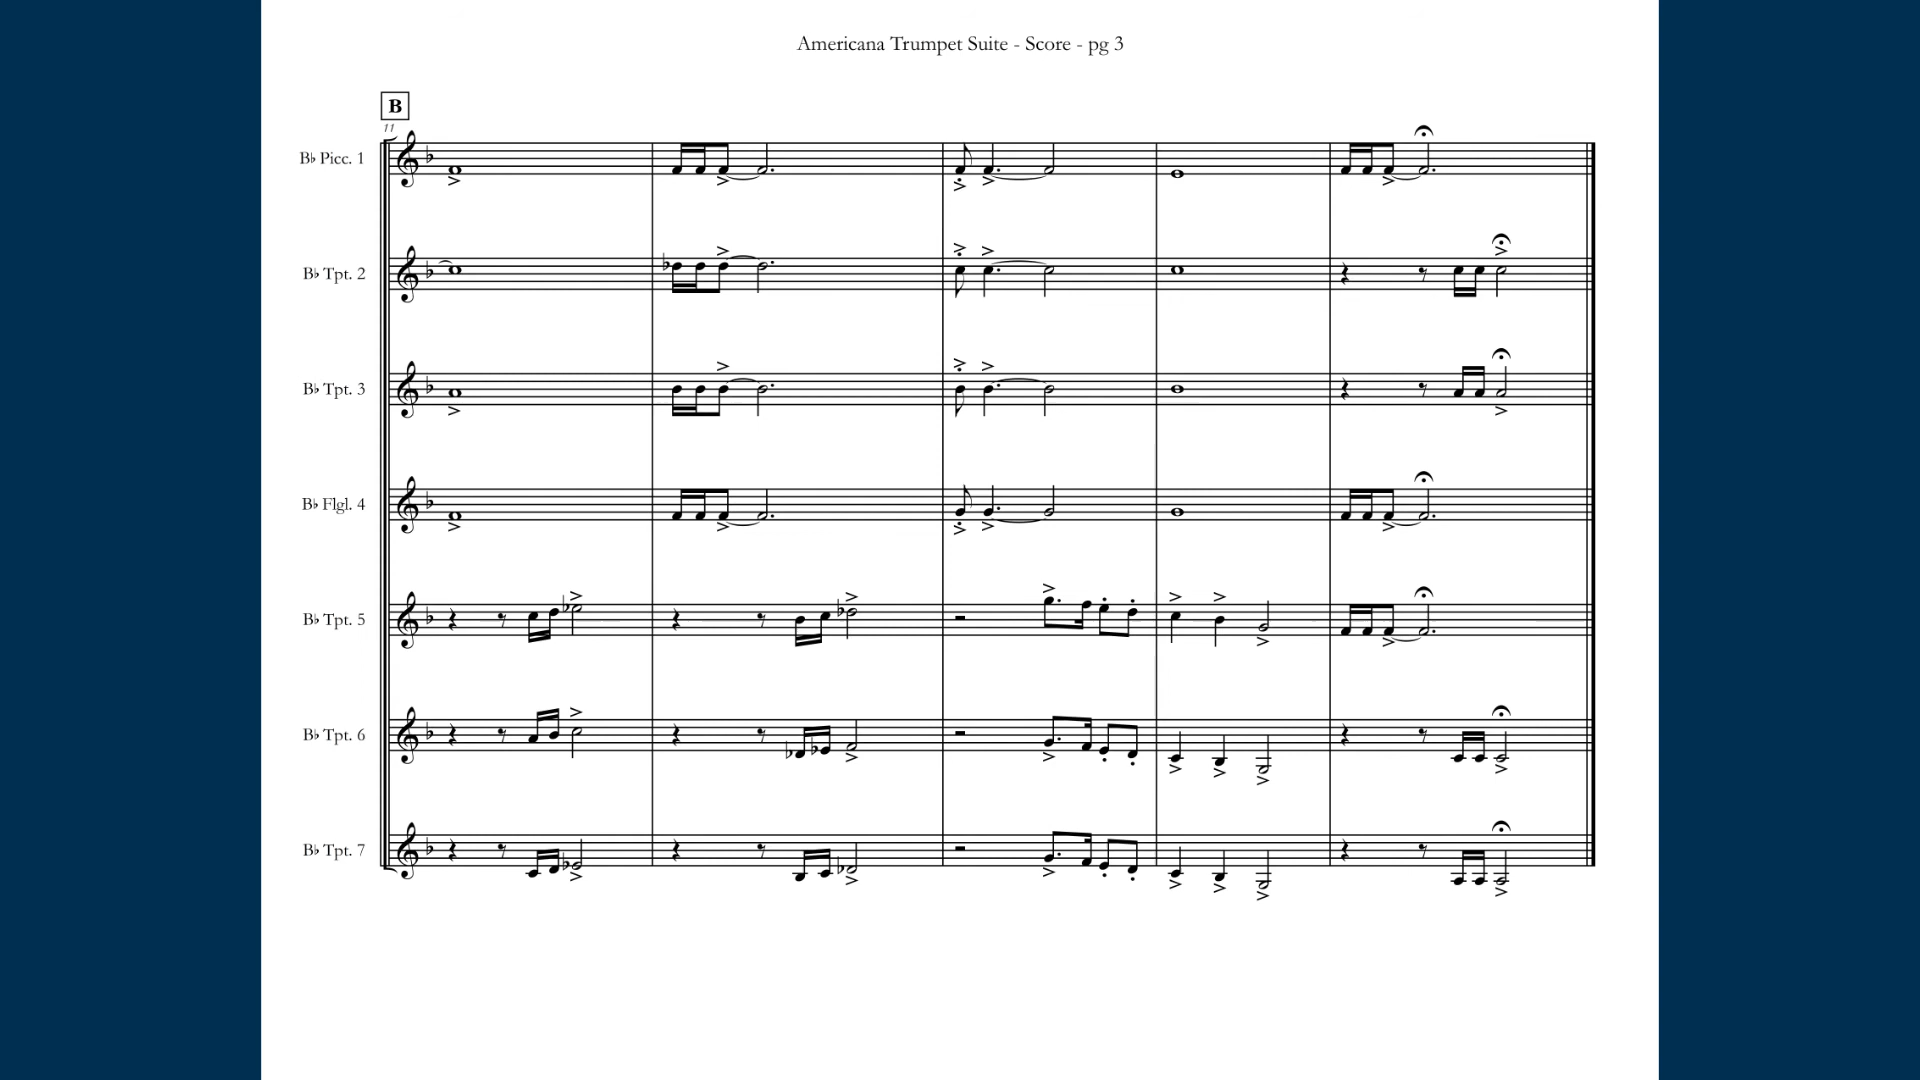 Americana Trumpet Suite - Score - pg 3
B
11
B♭ Picc. 1
B♭ Tpt. 2
B♭ Tpt. 3
B♭ Flgl. 4
B♭ Tpt. 5
B♭ Tpt. 6
B♭ Tpt. 7